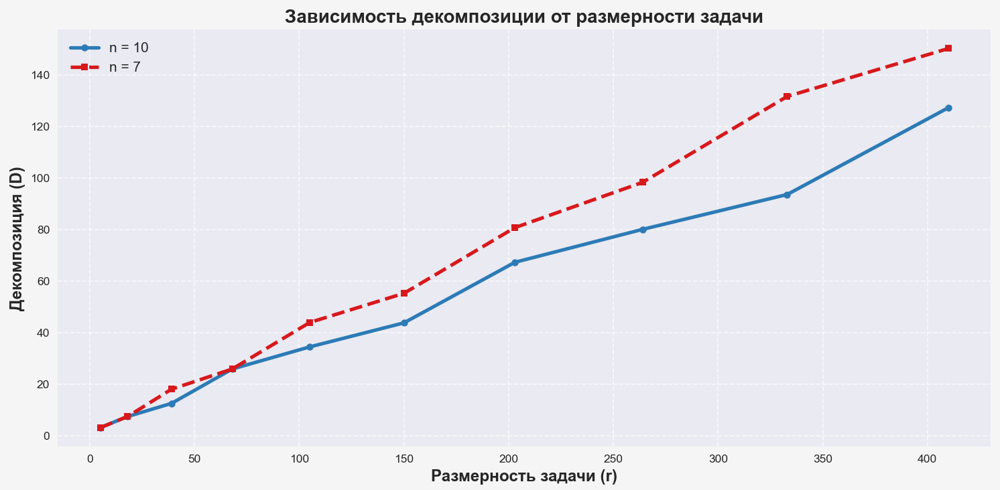 Зависимость декомпозиции от размерности задачи
n = 10
n = 7
Декомпозиция (D)
140
120
100
80
60
40
20
0
0 50 100 150 200 250 300 350 400
Размерность задачи (r)